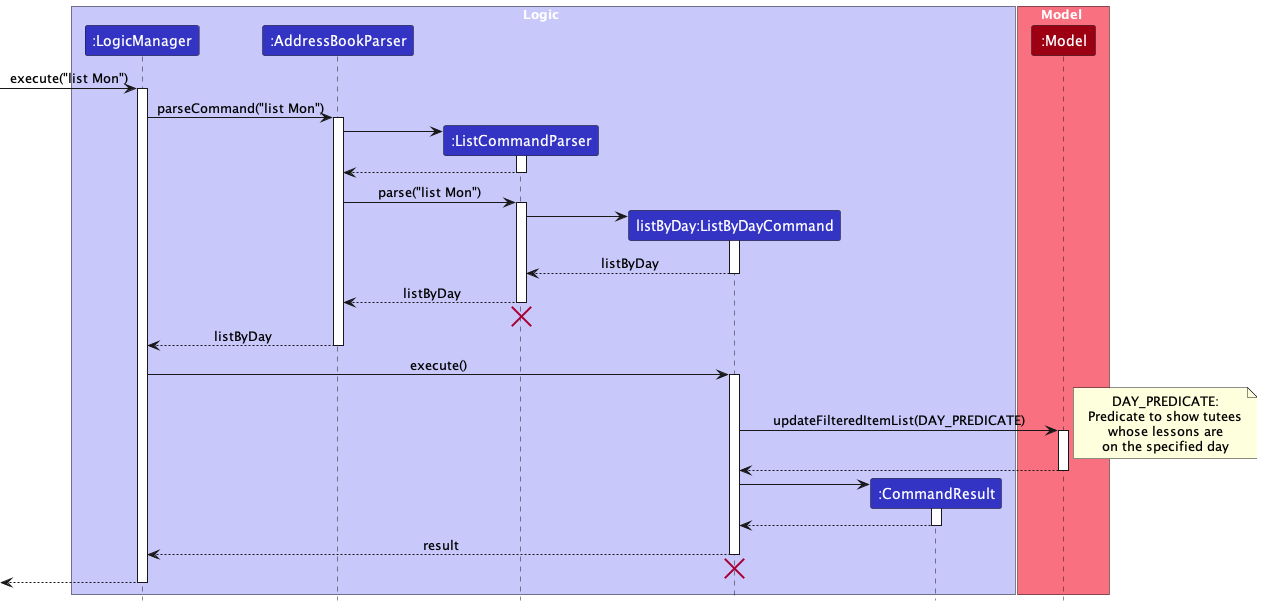 Logic
Model
:LogicManager
:AddressBookParser
:Model
execute("list Mon")
parseCommand("list Mon")
:ListCommandParser
parse("list Mon")
listByDay:ListByDayCommand
listByDay
listByDay
listByDay
execute()
DAY_PREDICATE:
Predicate to show tutees
whose lessons are
on the specified day
updateFilteredItemList(DAY_PREDICATE)
:CommandResult
result